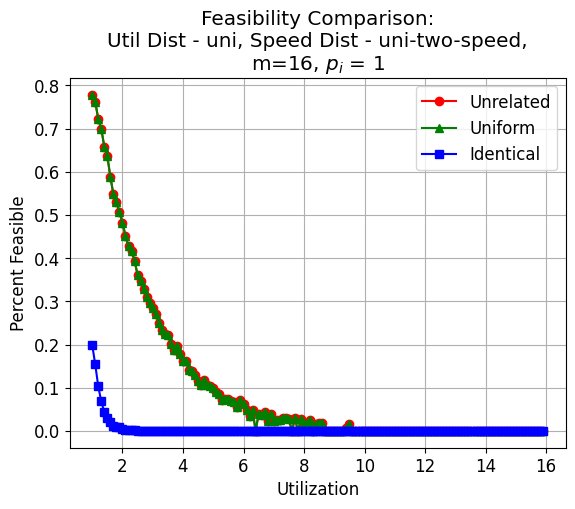 Feasibility Comparison:
Util Dist - uni, Speed Dist - uni-two-speed,
m=16, pᵢ = 1
Unrelated
Uniform
Identical
Percent Feasible
0.8
0.7
0.6
0.5
0.4
0.3
0.2
0.1
0.0
2 4 6 8 10 12 14 16
Utilization